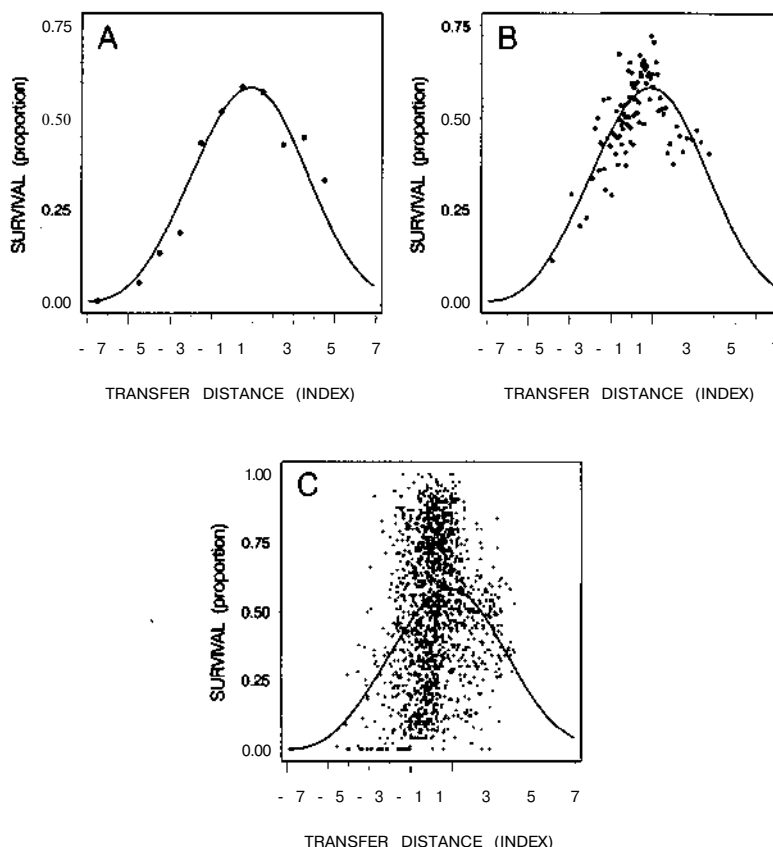 A
SURVIVAL (proportion)
0.75
0.50
0.25
0.00
- 7 - 5 - 3 - 1 1 3 5 7
TRANSFER DISTANCE (INDEX)
B
SURVIVAL (proportion)
0.75
0.50
0.25
0.00
- 7 - 5 - 3 - 1 1 3 5
TRANSFER DISTANCE (INDEX)
C
SURVIVAL (proportion)
1.00
0.75
0.50
0.25
0.00
- 7 - 5 - 3 - 1 1 3 7
TRANSFER DISTANCE (INDEX)